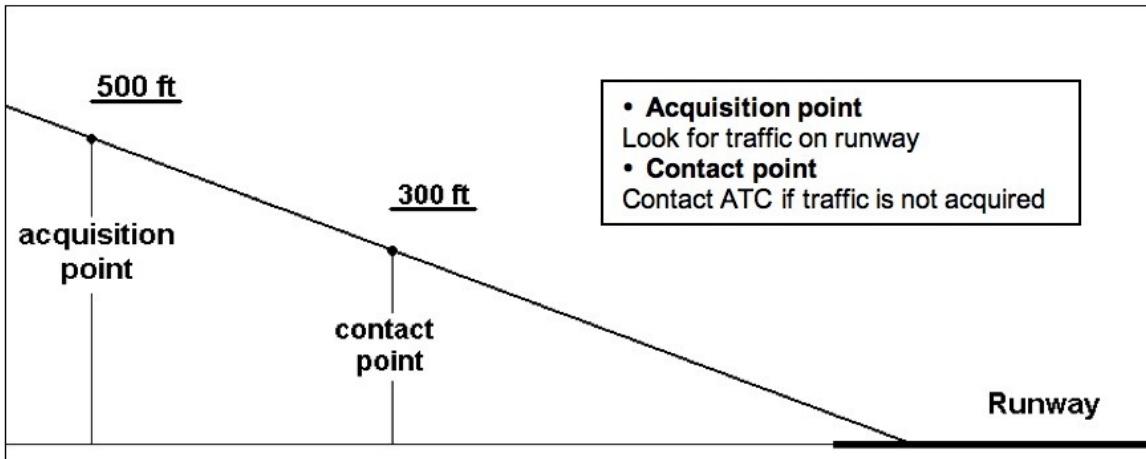 500 ft
• Acquisition point
Look for traffic on runway
• Contact point
Contact ATC if traffic is not acquired
300 ft
acquisition
point
contact
point
Runway